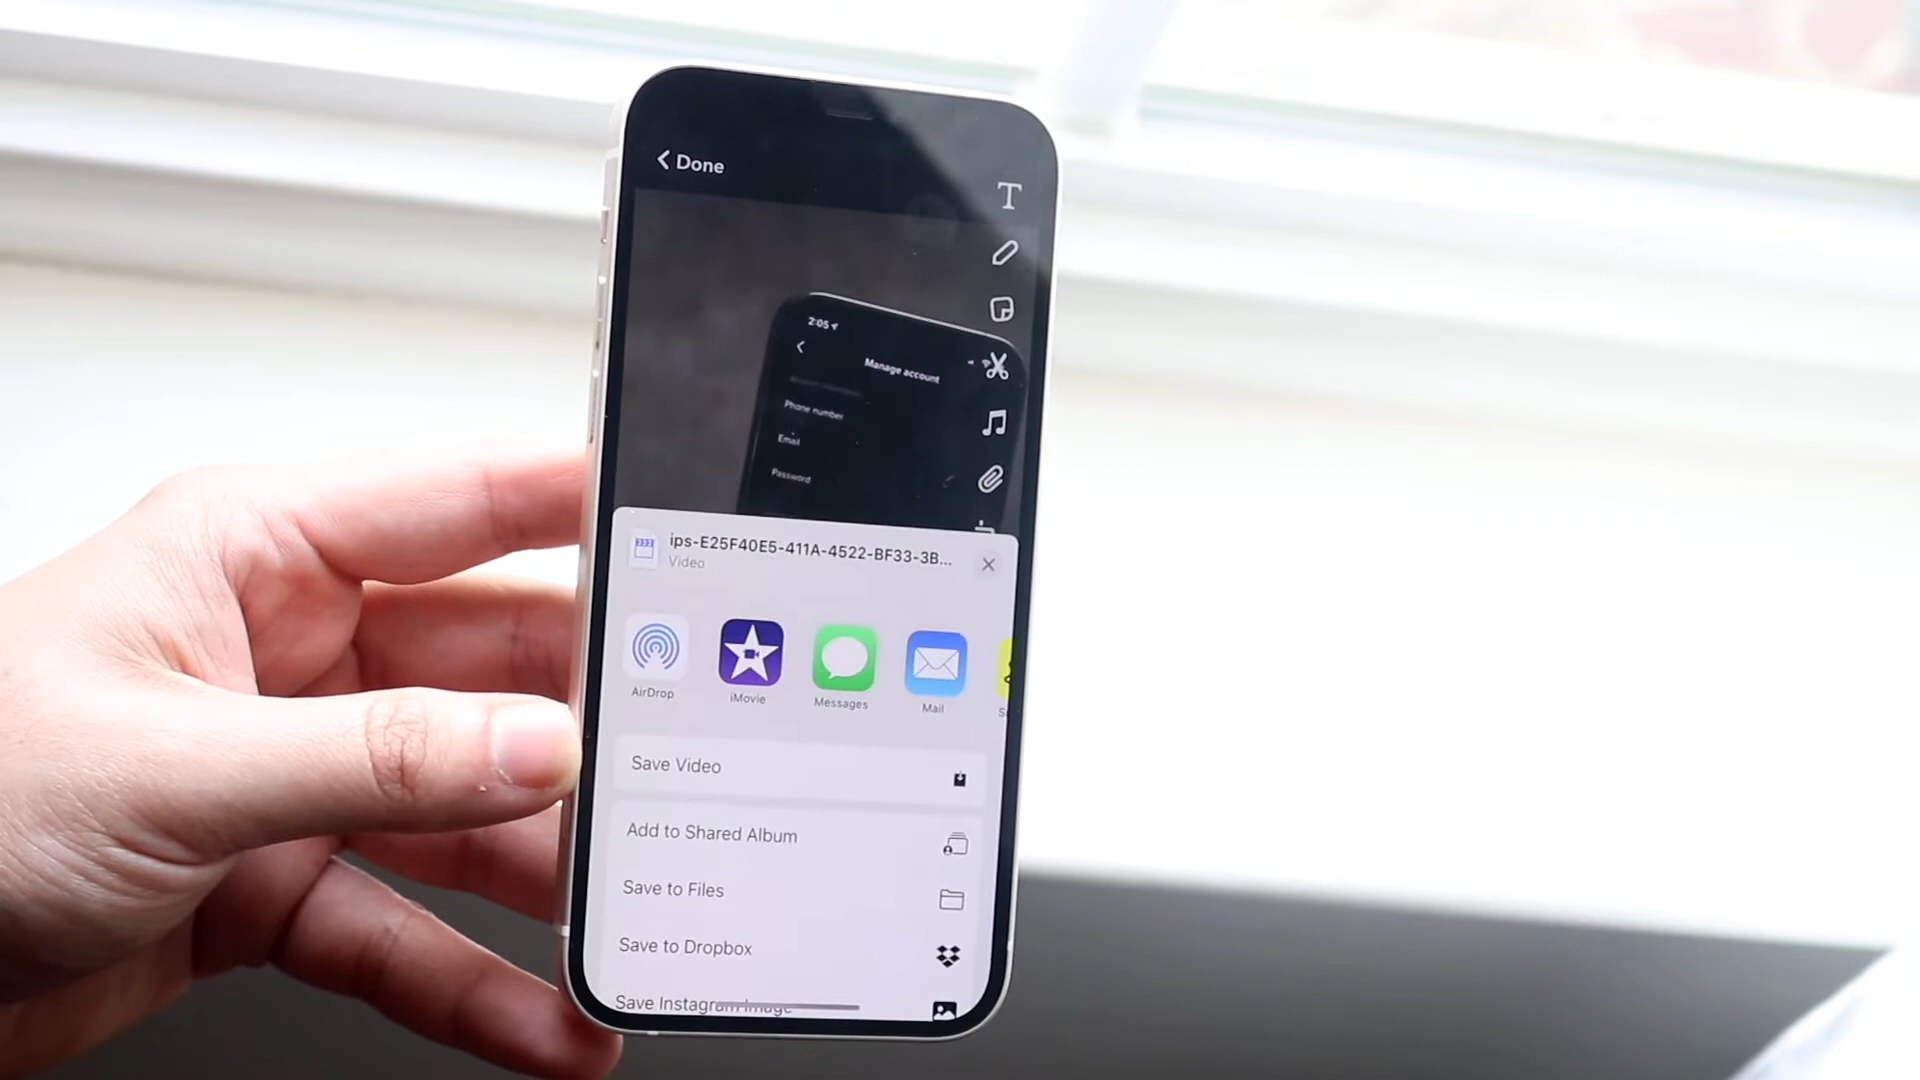 Done
T
2:05
Manage account
Phone number
Email
Password
ips-E25F40E5-411A-4522-BF33-3B...
Video
AirDrop
iMovie
Messages
Mail
S
Save Video
Add to Shared Album
Save to Files
Save to Dropbox
Save Instagram Image